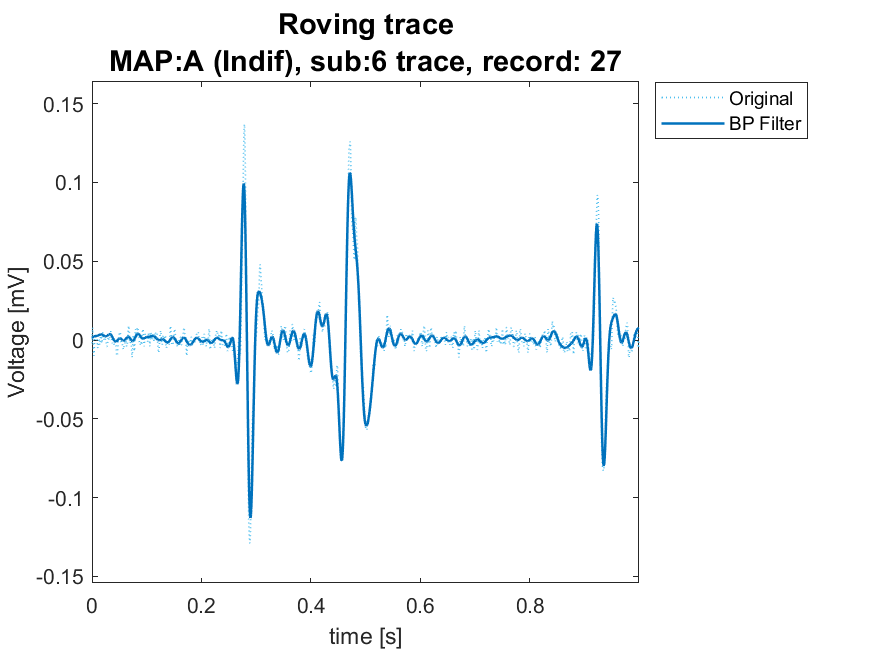 Roving trace
MAP:A (Indif), sub:6 trace, record: 27
Original
BP Filter
0.15
0.1
0.05
0
-0.05
-0.1
-0.15
Voltage [mV]
0
0.2
0.4
0.6
0.8
time [s]